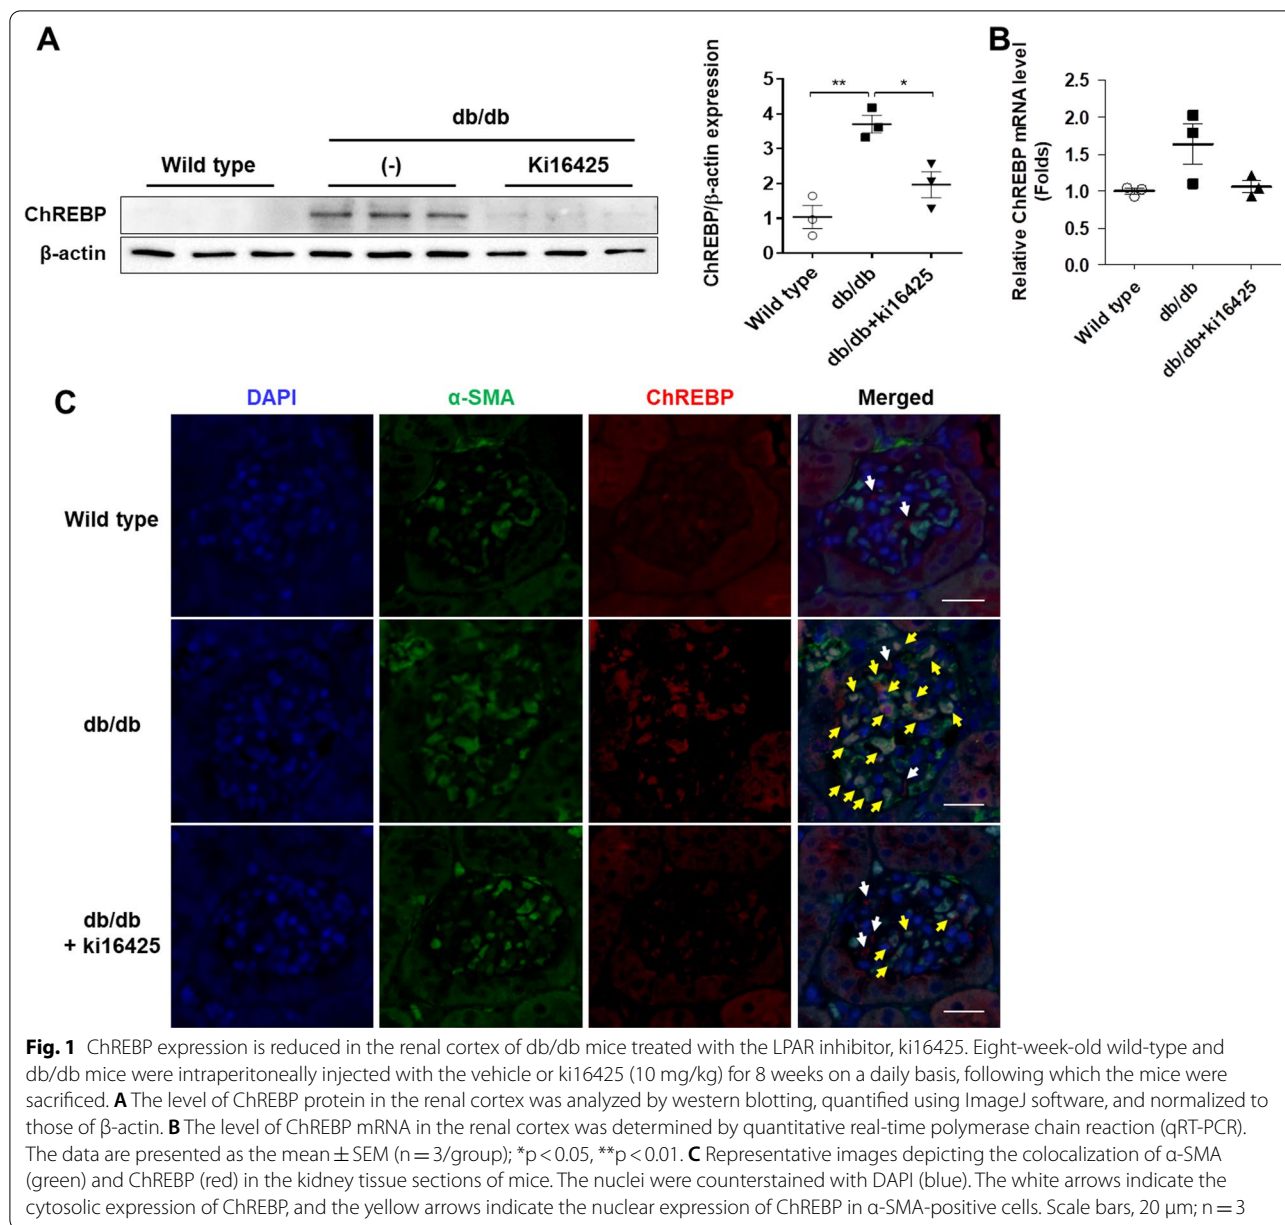 A
db/db
Wild type (-) Ki16425
ChREBP
β-actin
ChREBP/β-actin expression
5
4
3
2
1
0
** *
Wild type
db/db
db/db+ki16425
B
Relative ChREBP mRNA level
(Folds)
2.5
2.0
1.5
1.0
0.5
0.0
Wild type
db/db
db/db+ki16425
C
DAPI α-SMA ChREBP Merged
Wild type
db/db
db/db
+ ki16425
Fig. 1 ChREBP expression is reduced in the renal cortex of db/db mice treated with the LPAR inhibitor, ki16425. Eight-week-old wild-type and
db/db mice were intraperitoneally injected with the vehicle or ki16425 (10 mg/kg) for 8 weeks on a daily basis, following which the mice were
sacrificed. A The level of ChREBP protein in the renal cortex was analyzed by western blotting, quantified using ImageJ software, and normalized to
those of β-actin. B The level of ChREBP mRNA in the renal cortex was determined by quantitative real-time polymerase chain reaction (qRT-PCR).
The data are presented as the mean ± SEM (n = 3/group); *p < 0.05, **p < 0.01. C Representative images depicting the colocalization of α-SMA
(green) and ChREBP (red) in the kidney tissue sections of mice. The nuclei were counterstained with DAPI (blue). The white arrows indicate the
cytosolic expression of ChREBP, and the yellow arrows indicate the nuclear expression of ChREBP in α-SMA-positive cells. Scale bars, 20 μm; n = 3